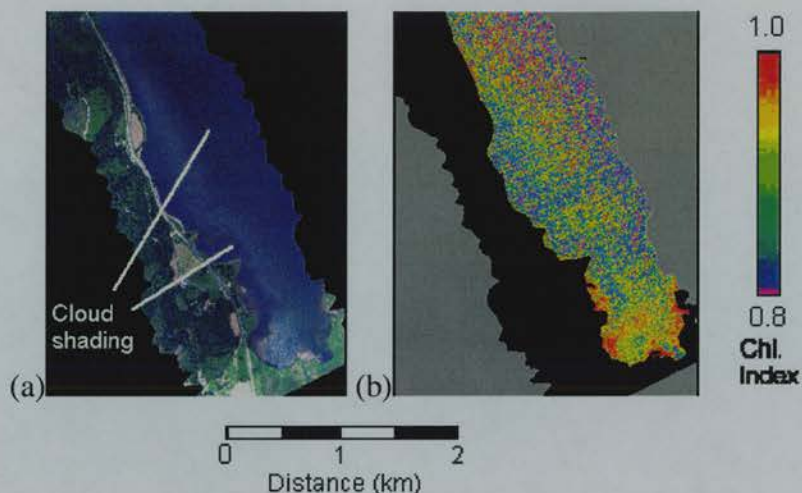 1.0
Cloud
shading
0.8
Chl.
Index
(a)
(b)
0 1 2
Distance (km)